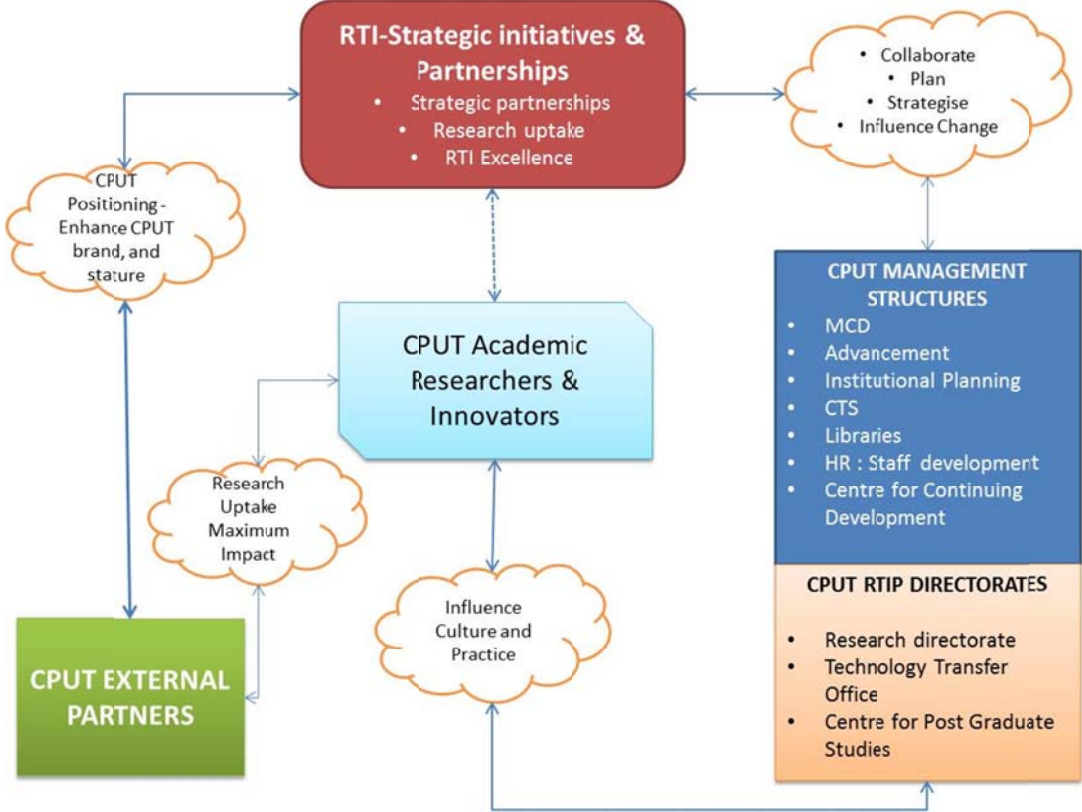 RTI-Strategic initiatives &
Partnerships
• Strategic partnerships
• Research uptake
• RTI Excellence
• Collaborate
• Plan
• Strategise
• Influence Change
CPUT
Positioning -
Enhance CPUT
brand, and
stature
CPUT Academic
Researchers &
Innovators
CPUT MANAGEMENT
STRUCTURES
• MCD
• Advancement
• Institutional Planning
• CTS
• Libraries
• HR : Staff development
• Centre for Continuing
Development
Research
Uptake
Maximum
Impact
Influence
Culture and
Practice
CPUT RTIP DIRECTORATES
• Research directorate
• Technology Transfer
Office
• Centre for Post Graduate
Studies
CPUT EXTERNAL
PARTNERS